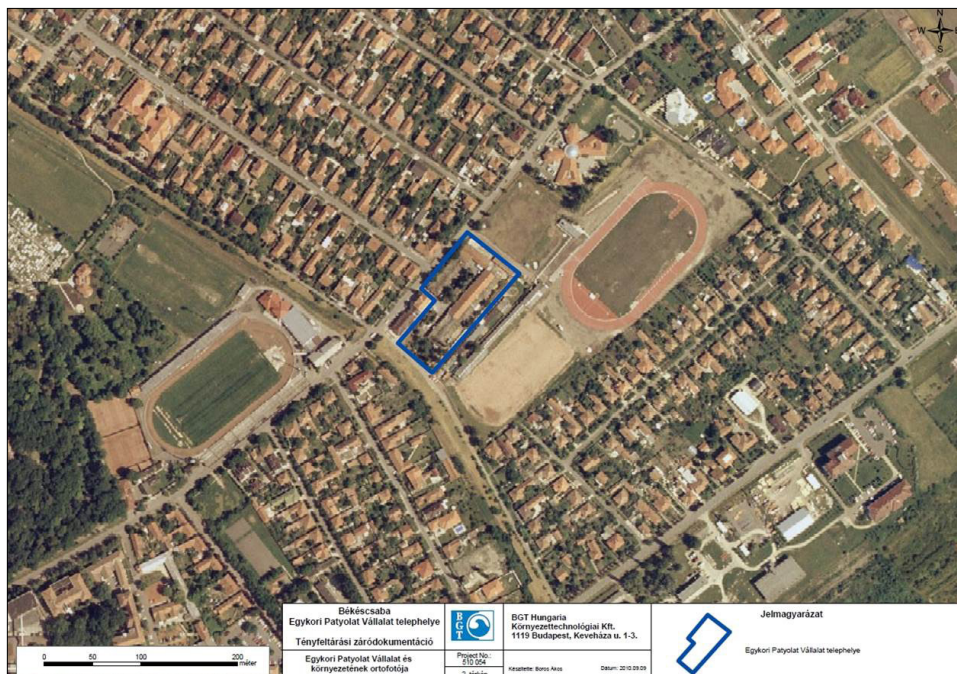 N
W
S
Békéscsaba
Egykori Patyolat Vállalat telephelye
Tényfeltárási záródokumentáció
Egykori Patyolat Vállalat és
környezetének ortofotója
B
G
T
Project No.:
510 054
2. térkép
BGT Hungaria
Környezettechnológiai Kft.
1119 Budapest, Keveháza u. 1-3.
Készítette: Boros Ákos
Dátum: 2010.09.09
Jelmagyarázat
Egykori Patyolat Vállalat telephelye
0 50 100 200
méter